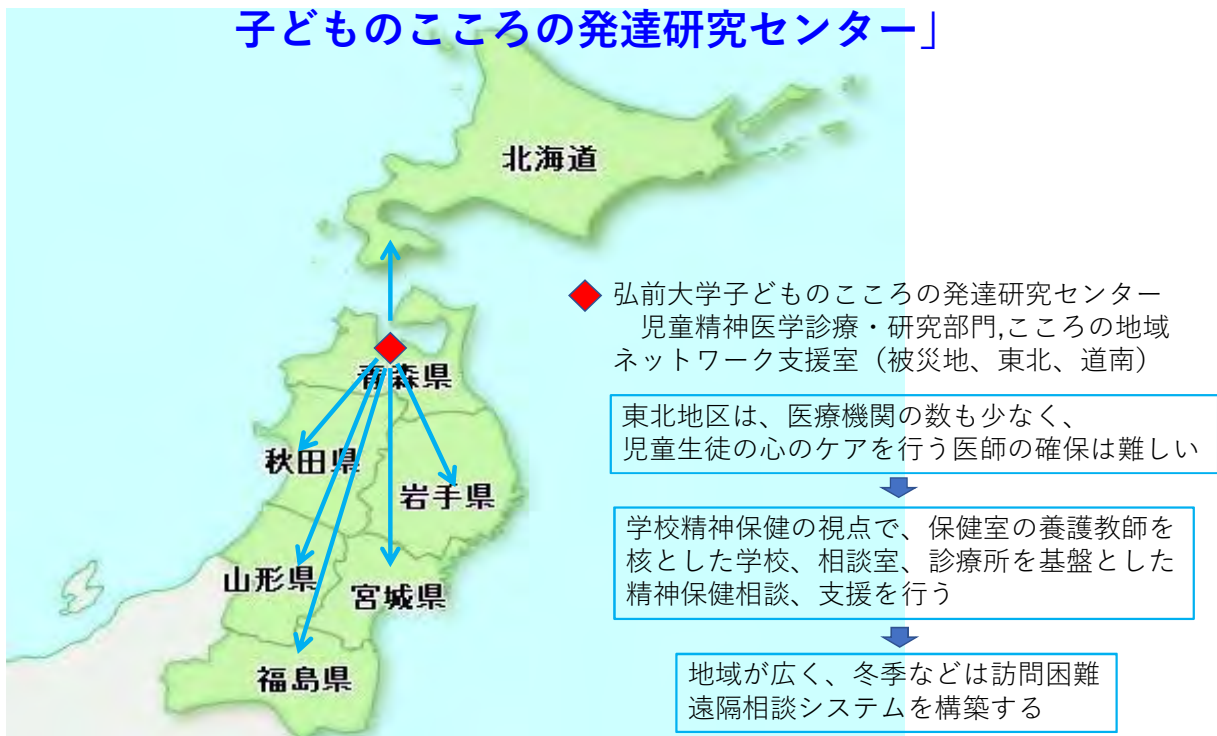 子どものこころの発達研究センター」
北海道
青森県
秋田県
岩手県
山形県
宮城県
福島県
弘前大学子どものこころの発達研究センター
児童精神医学診療・研究部門,こころの地域
ネットワーク支援室（被災地、東北、道南）
東北地区は、医療機関の数も少なく、
児童生徒の心のケアを行う医師の確保は難しい
学校精神保健の視点で、保健室の養護教師を
核とした学校、相談室、診療所を基盤とした
精神保健相談、支援を行う
地域が広く、冬季などは訪問困難
遠隔相談システムを構築する